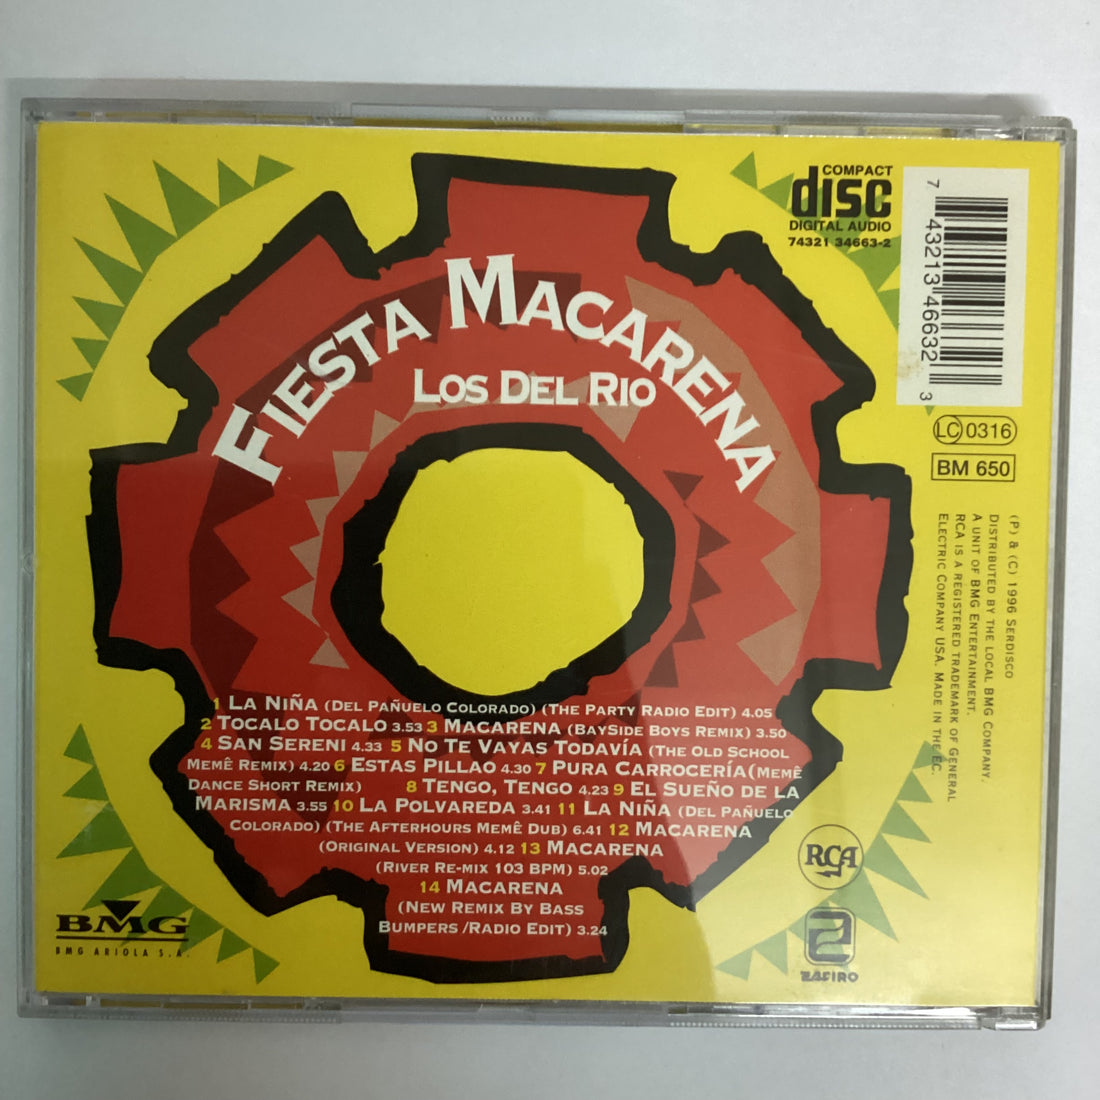 COMPACT
disc
DIGITAL AUDIO
74321 34663-2
7 43213 46632 3
LC 0316
BM 650
FIESTA MACARENA
LOS DEL RIO
(P) & (C) 1996 SERDISCO
DISTRIBUTED BY THE LOCAL BMG COMPANY.
A UNIT OF BMG ENTERTAINMENT.
RCA IS A REGISTERED TRADEMARK OF GENERAL
ELECTRIC COMPANY USA. MADE IN THE EC.
1 LA NIÑA (DEL PAÑUELO COLORADO) (THE PARTY RADIO EDIT) 4.05
2 TOCALO TOCALO 3.53 3 MACARENA (BAYSIDE BOYS REMIX) 3.50
4 SAN SERENI 4.33 5 NO TE VAYAS TODAVÍA (THE OLD SCHOOL
MEMÊ REMIX) 4.20 6 ESTAS PILLAO 4.30 7 PURA CARROCERÍA(MEMÊ
DANCE SHORT REMIX) 8 TENGO, TENGO 4.23 9 EL SUEÑO DE LA
MARISMA 3.55 10 LA POLVAREDA 3.41 11 LA NIÑA (DEL PAÑUELO
COLORADO) (THE AFTERHOURS MEMÊ DUB) 6.41 12 MACARENA
(ORIGINAL VERSION) 4.12 13 MACARENA
(RIVER RE-MIX 103 BPM) 5.02
14 MACARENA
(NEW REMIX BY BASS
BUMPERS /RADIO EDIT) 3.24
RCA
BMG
BMG ARIOLA S.A.
ZAFIRO